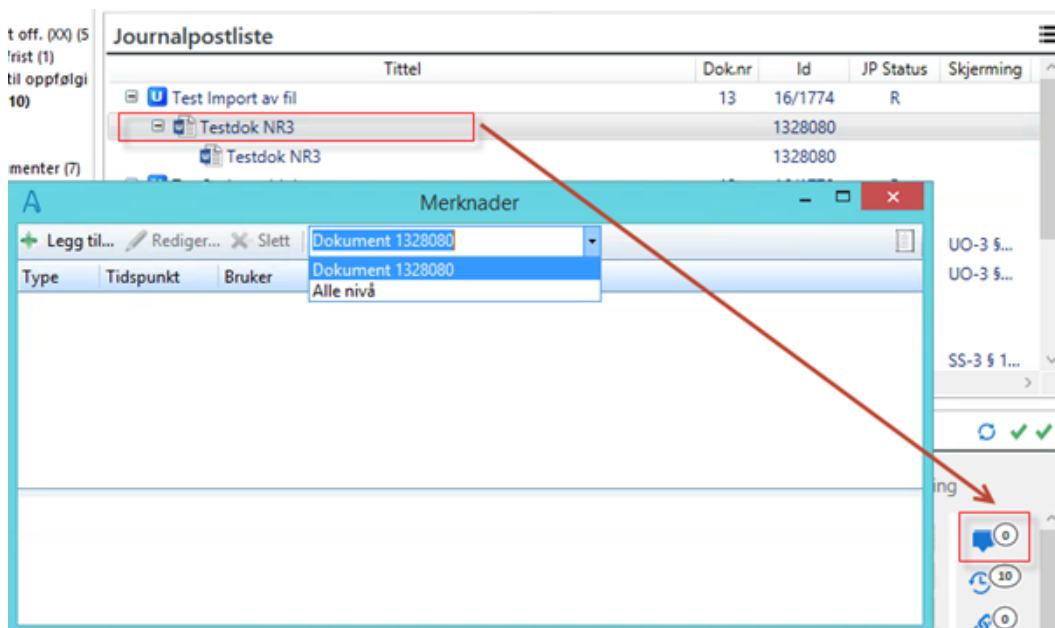 t off. (XX) (5
frist (1)
til oppfølgi
10)
menter (7)
Journalpostliste
Tittel Dok.nr Id JP Status Skjerming
U Test Import av fil 13 16/1774 R
Testdok NR3 1328080
Testdok NR3 1328080
A Merknader
Legg til... Rediger... Slett Dokument 1328080
Type Tidspunkt Bruker
Dokument 1328080
Alle nivå
UO-3 §...
UO-3 §...
SS-3 § 1...
ing
0
10
0